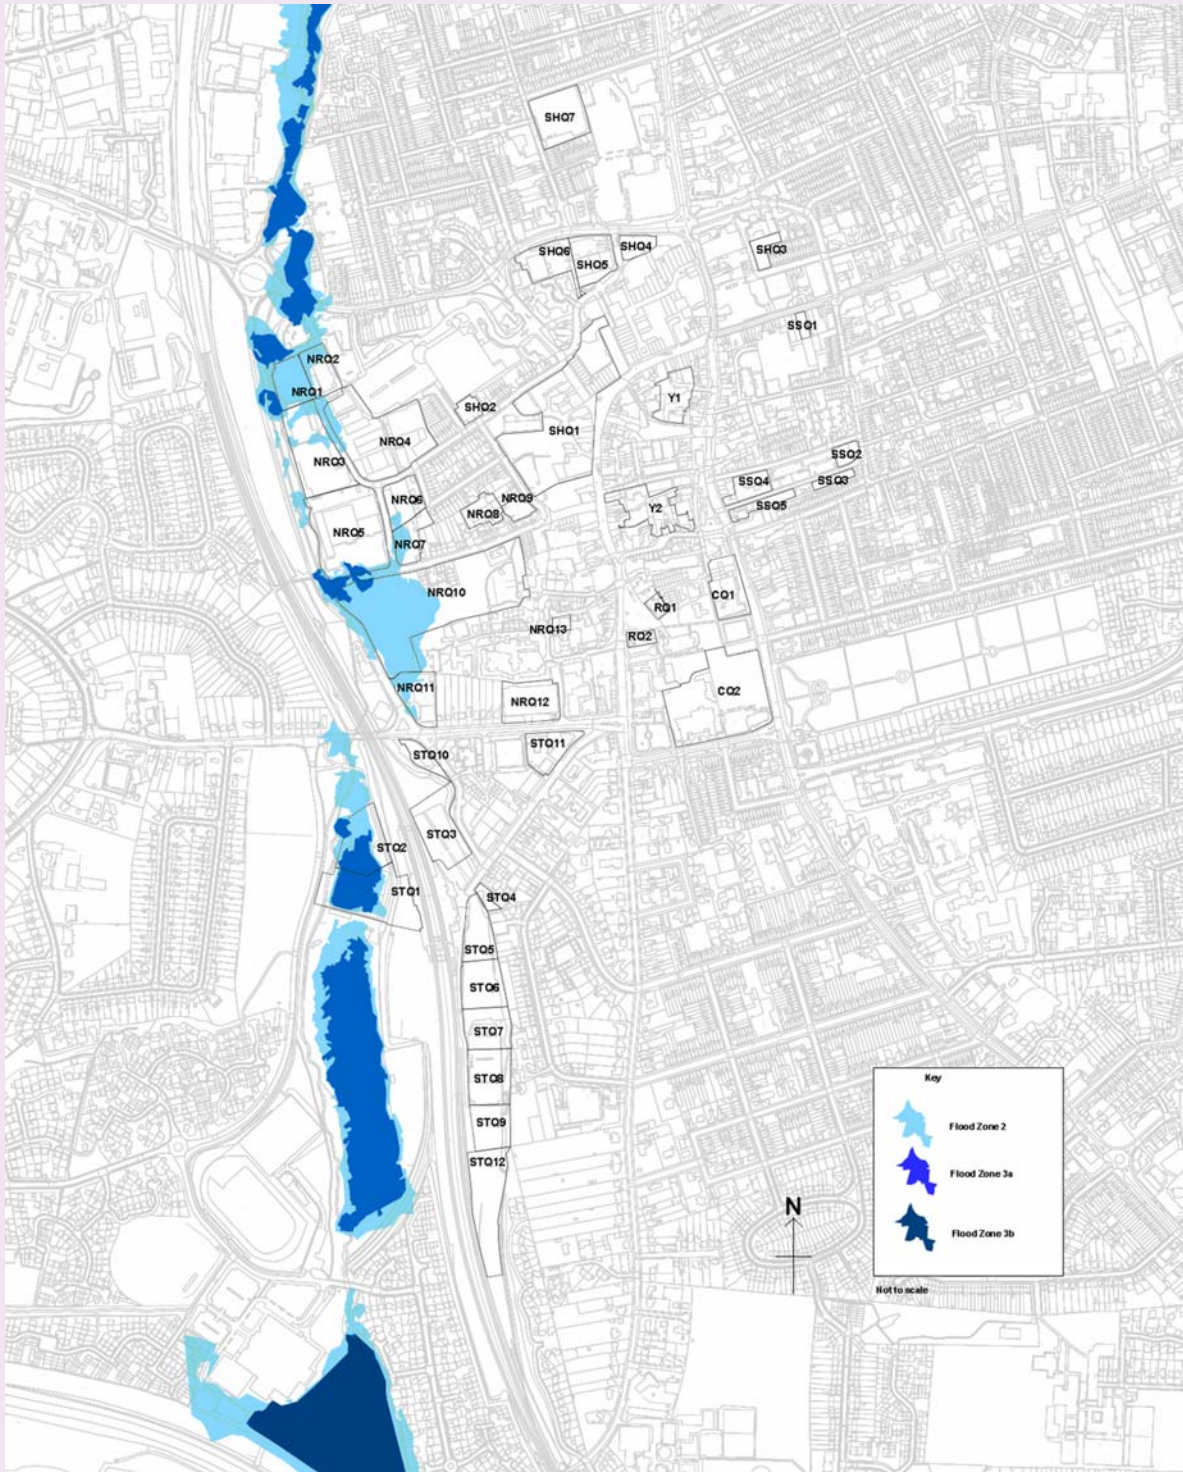 SHQ7
SHQ6
SHQ5
SHQ4
SHQ3
SSQ1
NRQ2
NRQ1
Y1
SHQ2
SHQ1
NRQ4
NRQ3
SSQ2
SSQ3
SSQ4
SSQ5
NRQ6
NRQ9
NRQ8
Y2
NRQ5
NRQ7
NRQ10
CQ1
RQ1
NRQ13
RQ2
NRQ11
CQ2
NRQ12
STQ11
STQ10
STQ3
STQ2
STQ1
STQ4
STQ5
STQ6
STQ7
STQ8
STQ9
STQ12
Key
Flood Zone 2
Flood Zone 3a
Flood Zone 3b
N
Not to scale